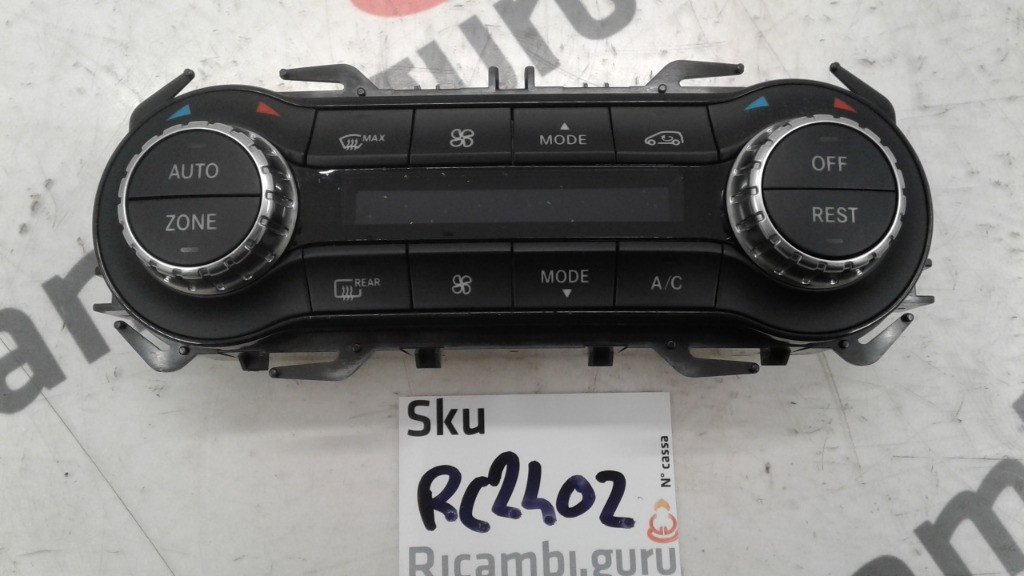 MAX
MODE
AUTO
ZONE
OFF
REST
REAR
MODE
A/C
Sku
N° cassa
RC2402
Ricambi.guru